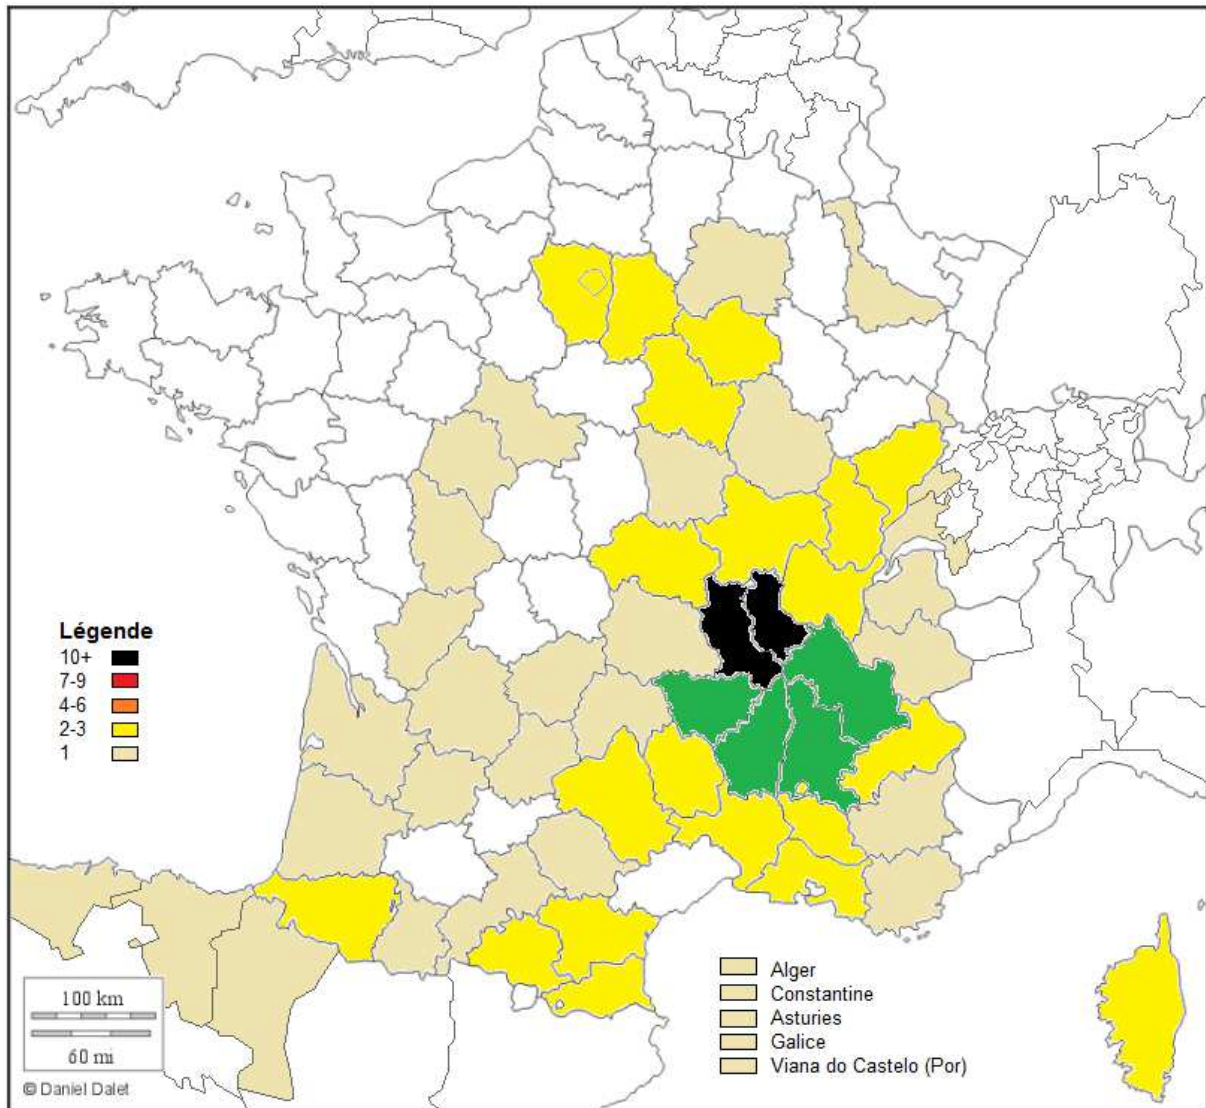 Légende
10+
7-9
4-6
2-3
1
Alger
Constantine
Asturies
Galice
Viana do Castelo (Por)
100 km
60 mi
© Daniel Dalet